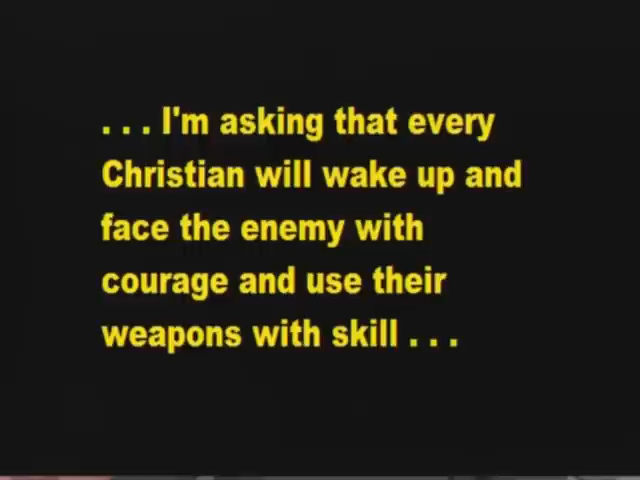 . . . I'm asking that every
Christian will wake up and
face the enemy with
courage and use their
weapons with skill . . .